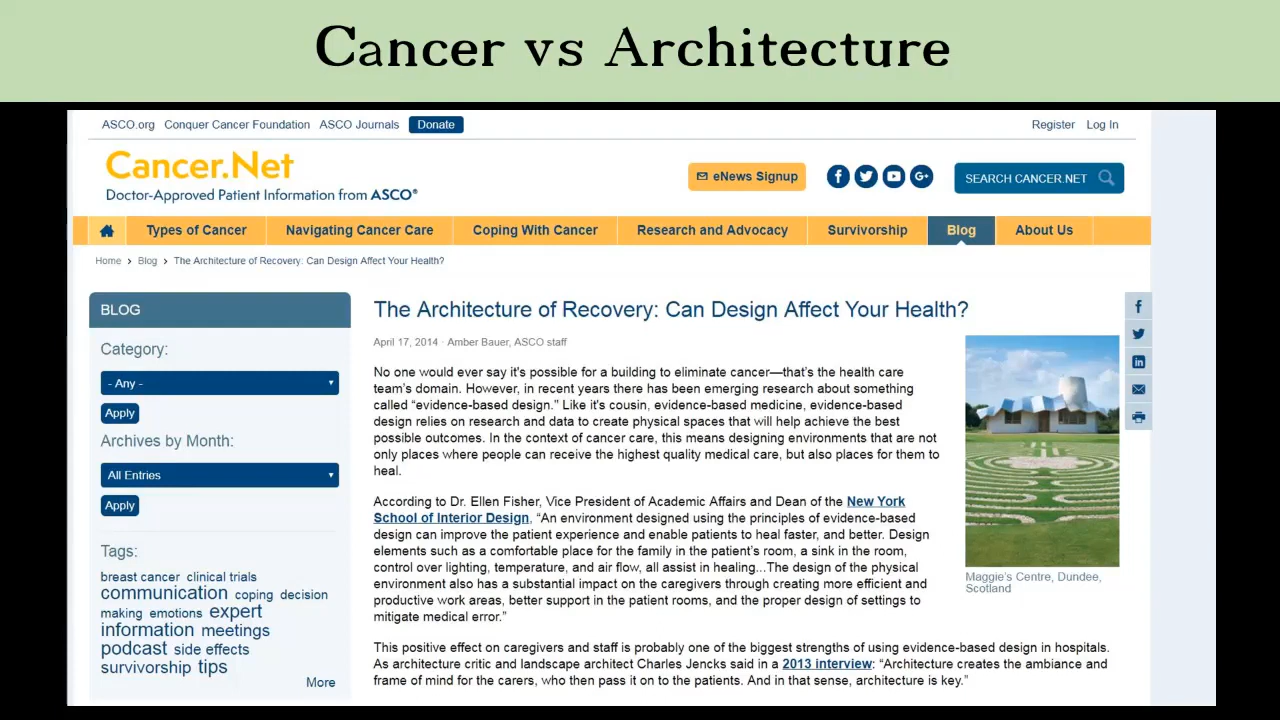 Cancer vs Architecture
ASCO.org Conquer Cancer Foundation ASCO Journals Donate Register Log In
Cancer.Net
Doctor-Approved Patient Information from ASCO®
eNews Signup
SEARCH CANCER.NET
Types of Cancer Navigating Cancer Care Coping With Cancer Research and Advocacy Survivorship Blog About Us
Home > Blog > The Architecture of Recovery: Can Design Affect Your Health?
BLOG
Category:
- Any -
Apply
Archives by Month:
All Entries
Apply
Tags:
breast cancer clinical trials
communication coping decision
making emotions expert
information meetings
podcast side effects
survivorship tips
More
The Architecture of Recovery: Can Design Affect Your Health?
April 17, 2014 · Amber Bauer, ASCO staff
No one would ever say it's possible for a building to eliminate cancer—that's the health care
team's domain. However, in recent years there has been emerging research about something
called “evidence-based design.” Like it's cousin, evidence-based medicine, evidence-based
design relies on research and data to create physical spaces that will help achieve the best
possible outcomes. In the context of cancer care, this means designing environments that are not
only places where people can receive the highest quality medical care, but also places for them to
heal.
According to Dr. Ellen Fisher, Vice President of Academic Affairs and Dean of the New York
School of Interior Design, “An environment designed using the principles of evidence-based
design can improve the patient experience and enable patients to heal faster, and better. Design
elements such as a comfortable place for the family in the patient's room, a sink in the room,
control over lighting, temperature, and air flow, all assist in healing...The design of the physical
environment also has a substantial impact on the caregivers through creating more efficient and
productive work areas, better support in the patient rooms, and the proper design of settings to
mitigate medical error.”
This positive effect on caregivers and staff is probably one of the biggest strengths of using evidence-based design in hospitals.
As architecture critic and landscape architect Charles Jencks said in a 2013 interview: “Architecture creates the ambiance and
frame of mind for the carers, who then pass it on to the patients. And in that sense, architecture is key.”
Maggie's Centre, Dundee,
Scotland